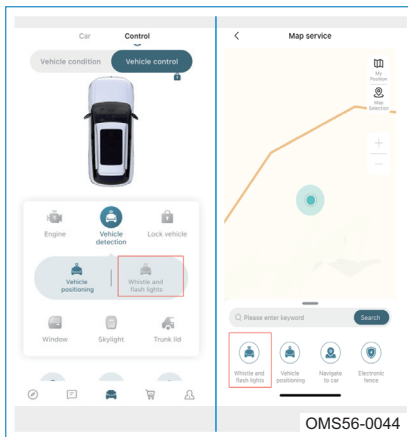 Car
Control
Vehicle condition
Vehicle control
Engine
Vehicle
detection
Lock vehicle
Vehicle
positioning
Whistle and
flash lights
Window
Skylight
Trunk lid
Map service
My
Position
Map
Selection
Please enter keyword
Search
Whistle and
flash lights
Vehicle
positioning
Navigate
to car
Electronic
fence
OMS56-0044